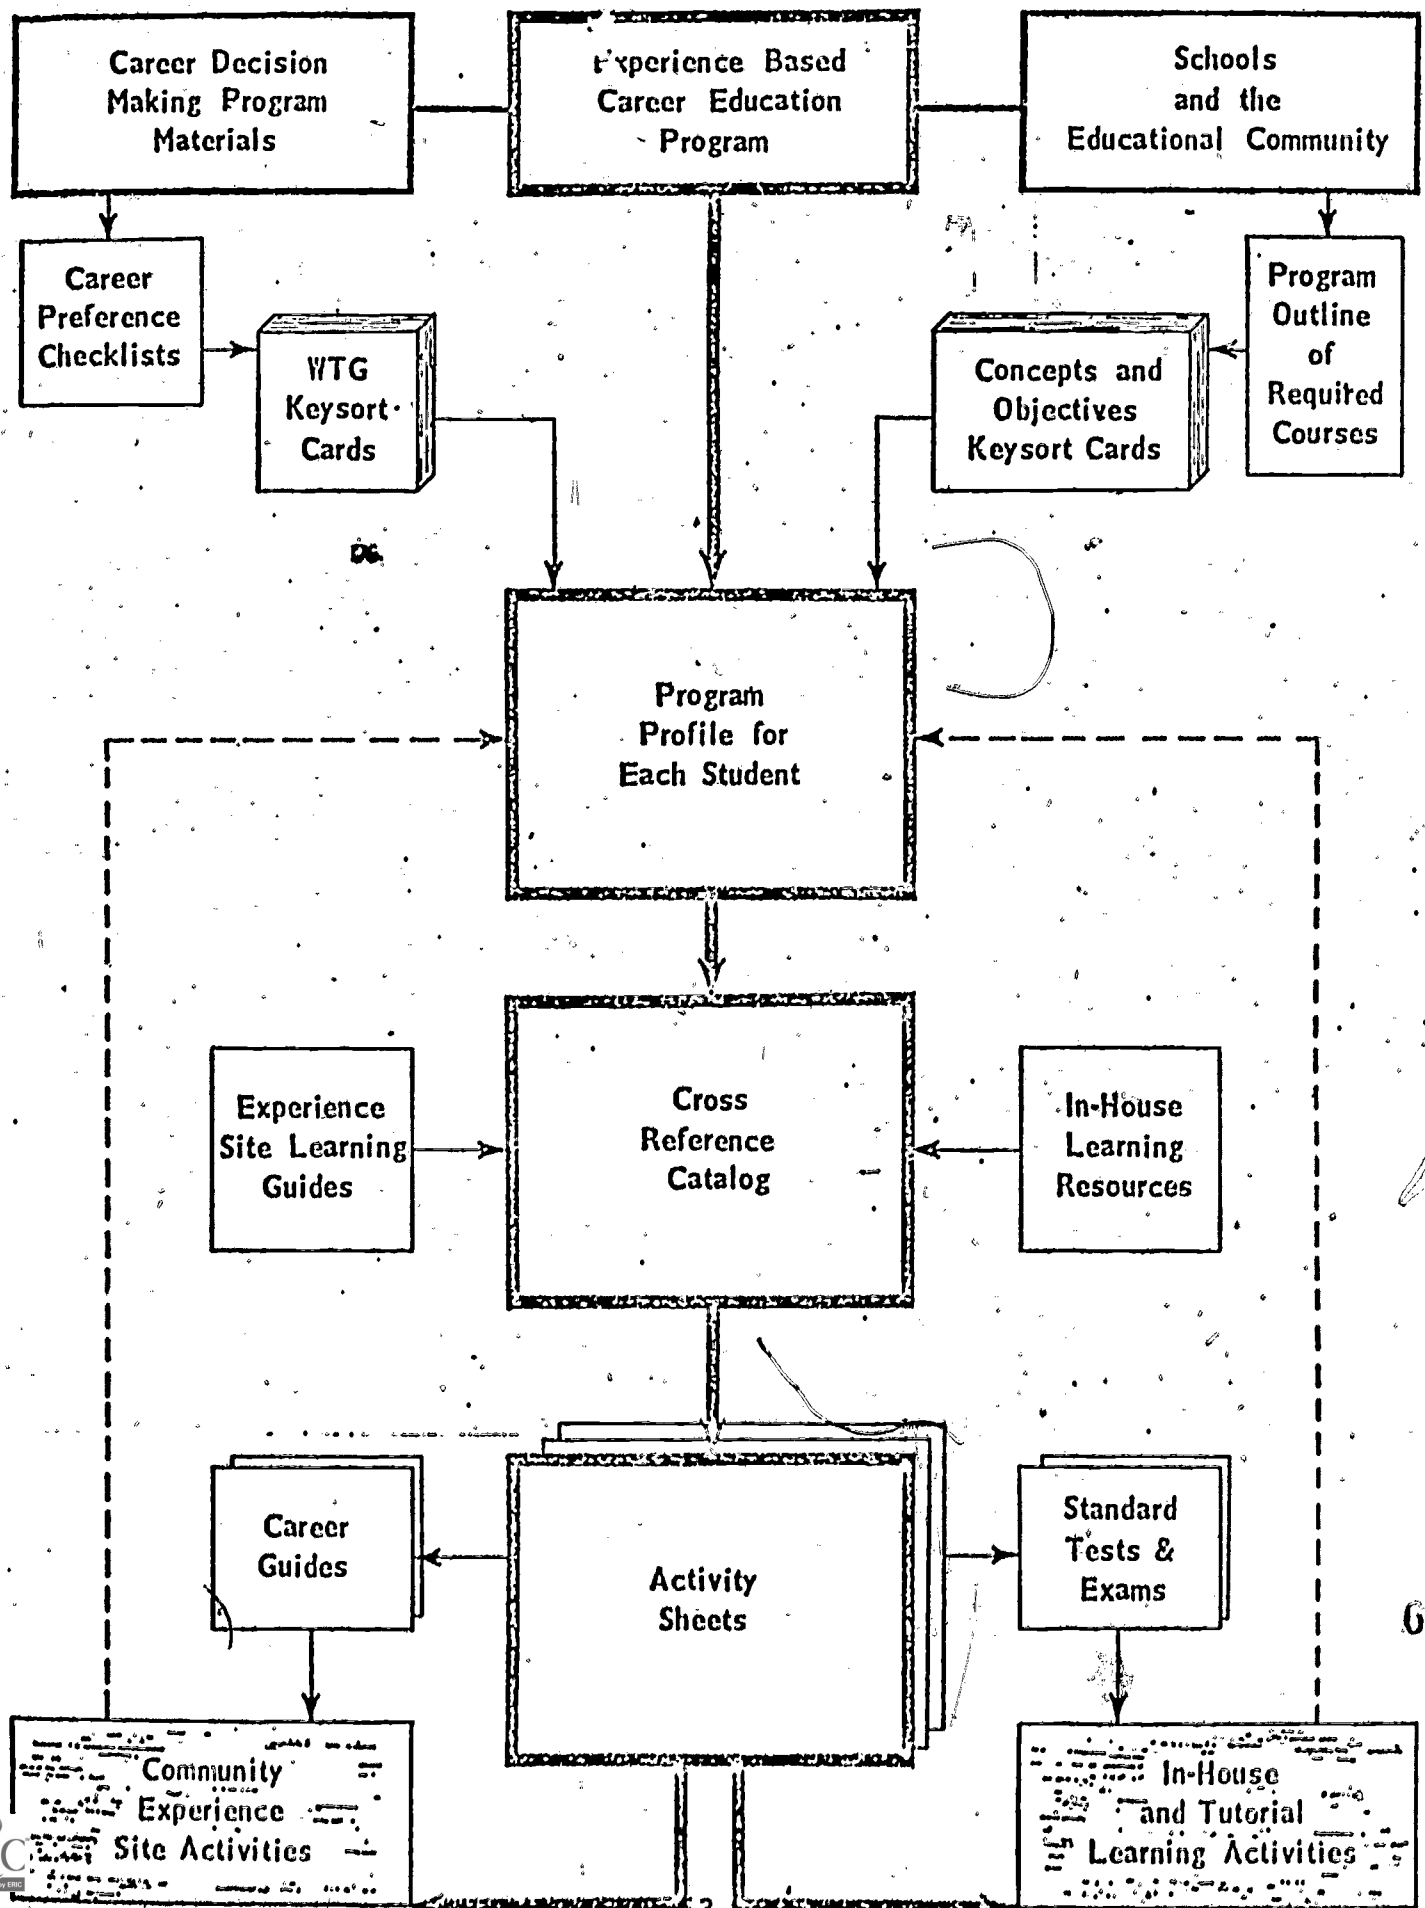 Career Decision
Making Program
Materials
Experience Based
Career Education
Program
Schools
and the
Educational Community
Career
Preference
Checklists
WTG
Keysort
Cards
Concepts and
Objectives
Keysort Cards
Program
Outline
of
Required
Courses
Program
Profile for
Each Student
Experience
Site Learning
Guides
Cross
Reference
Catalog
In-House
Learning
Resources
Career
Guides
Activity
Sheets
Standard
Tests &
Exams
Community
Experience
Site Activities
In-House
and Tutorial
Learning Activities